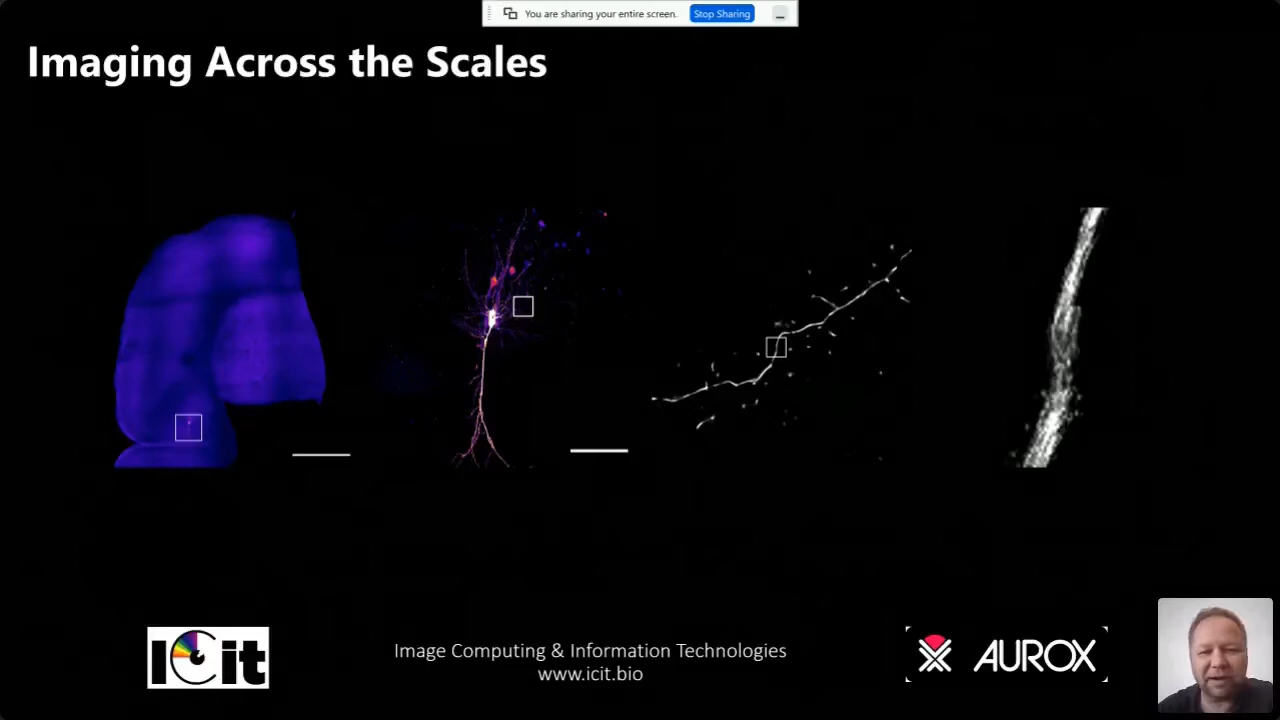 You are sharing your entire screen. Stop Sharing
Imaging Across the Scales
ICit
Image Computing & Information Technologies
www.icit.bio
AUROX